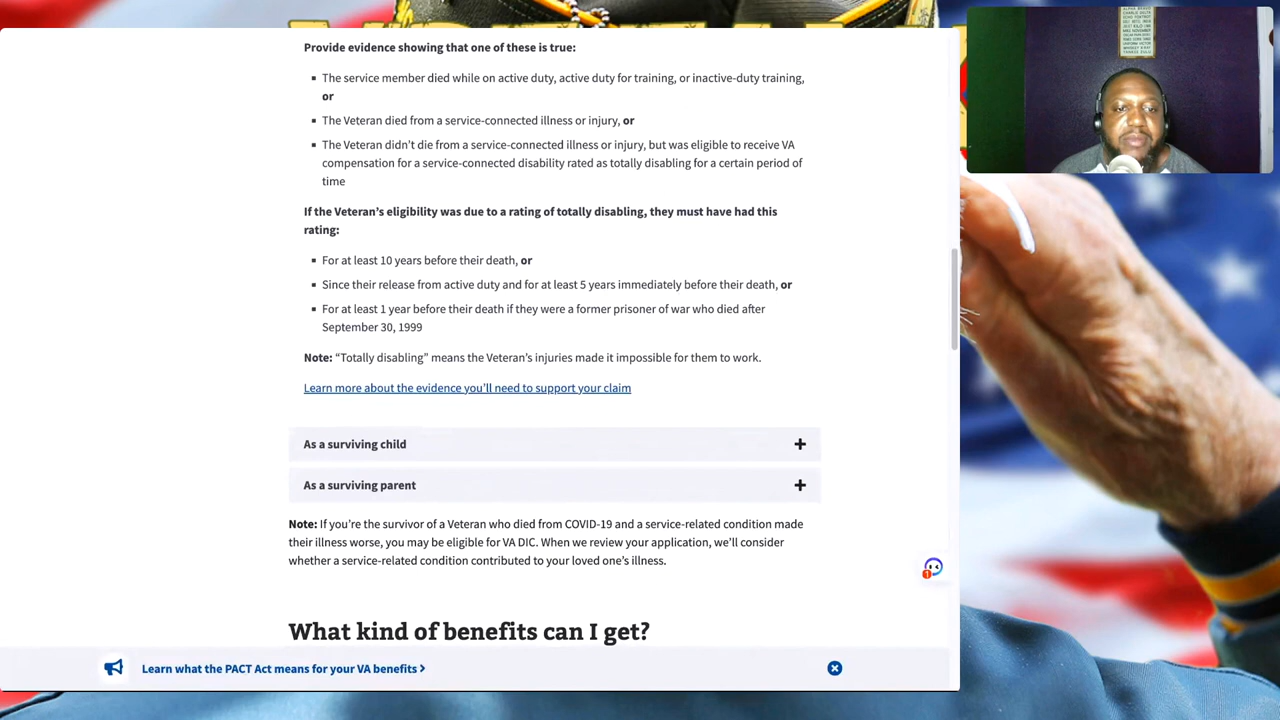 Provide evidence showing that one of these is true:
The service member died while on active duty, active duty for training, or inactive-duty training,
or
The Veteran died from a service-connected illness or injury, or
The Veteran didn't die from a service-connected illness or injury, but was eligible to receive VA
compensation for a service-connected disability rated as totally disabling for a certain period of
time
If the Veteran’s eligibility was due to a rating of totally disabling, they must have had this
rating:
For at least 10 years before their death, or
Since their release from active duty and for at least 5 years immediately before their death, or
For at least 1 year before their death if they were a former prisoner of war who died after
September 30, 1999
Note: “Totally disabling” means the Veteran’s injuries made it impossible for them to work.
Learn more about the evidence you’ll need to support your claim
As a surviving child
As a surviving parent
Note: If you’re the survivor of a Veteran who died from COVID-19 and a service-related condition made
their illness worse, you may be eligible for VA DIC. When we review your application, we’ll consider
whether a service-related condition contributed to your loved one’s illness.
1
What kind of benefits can I get?
Learn what the PACT Act means for your VA benefits